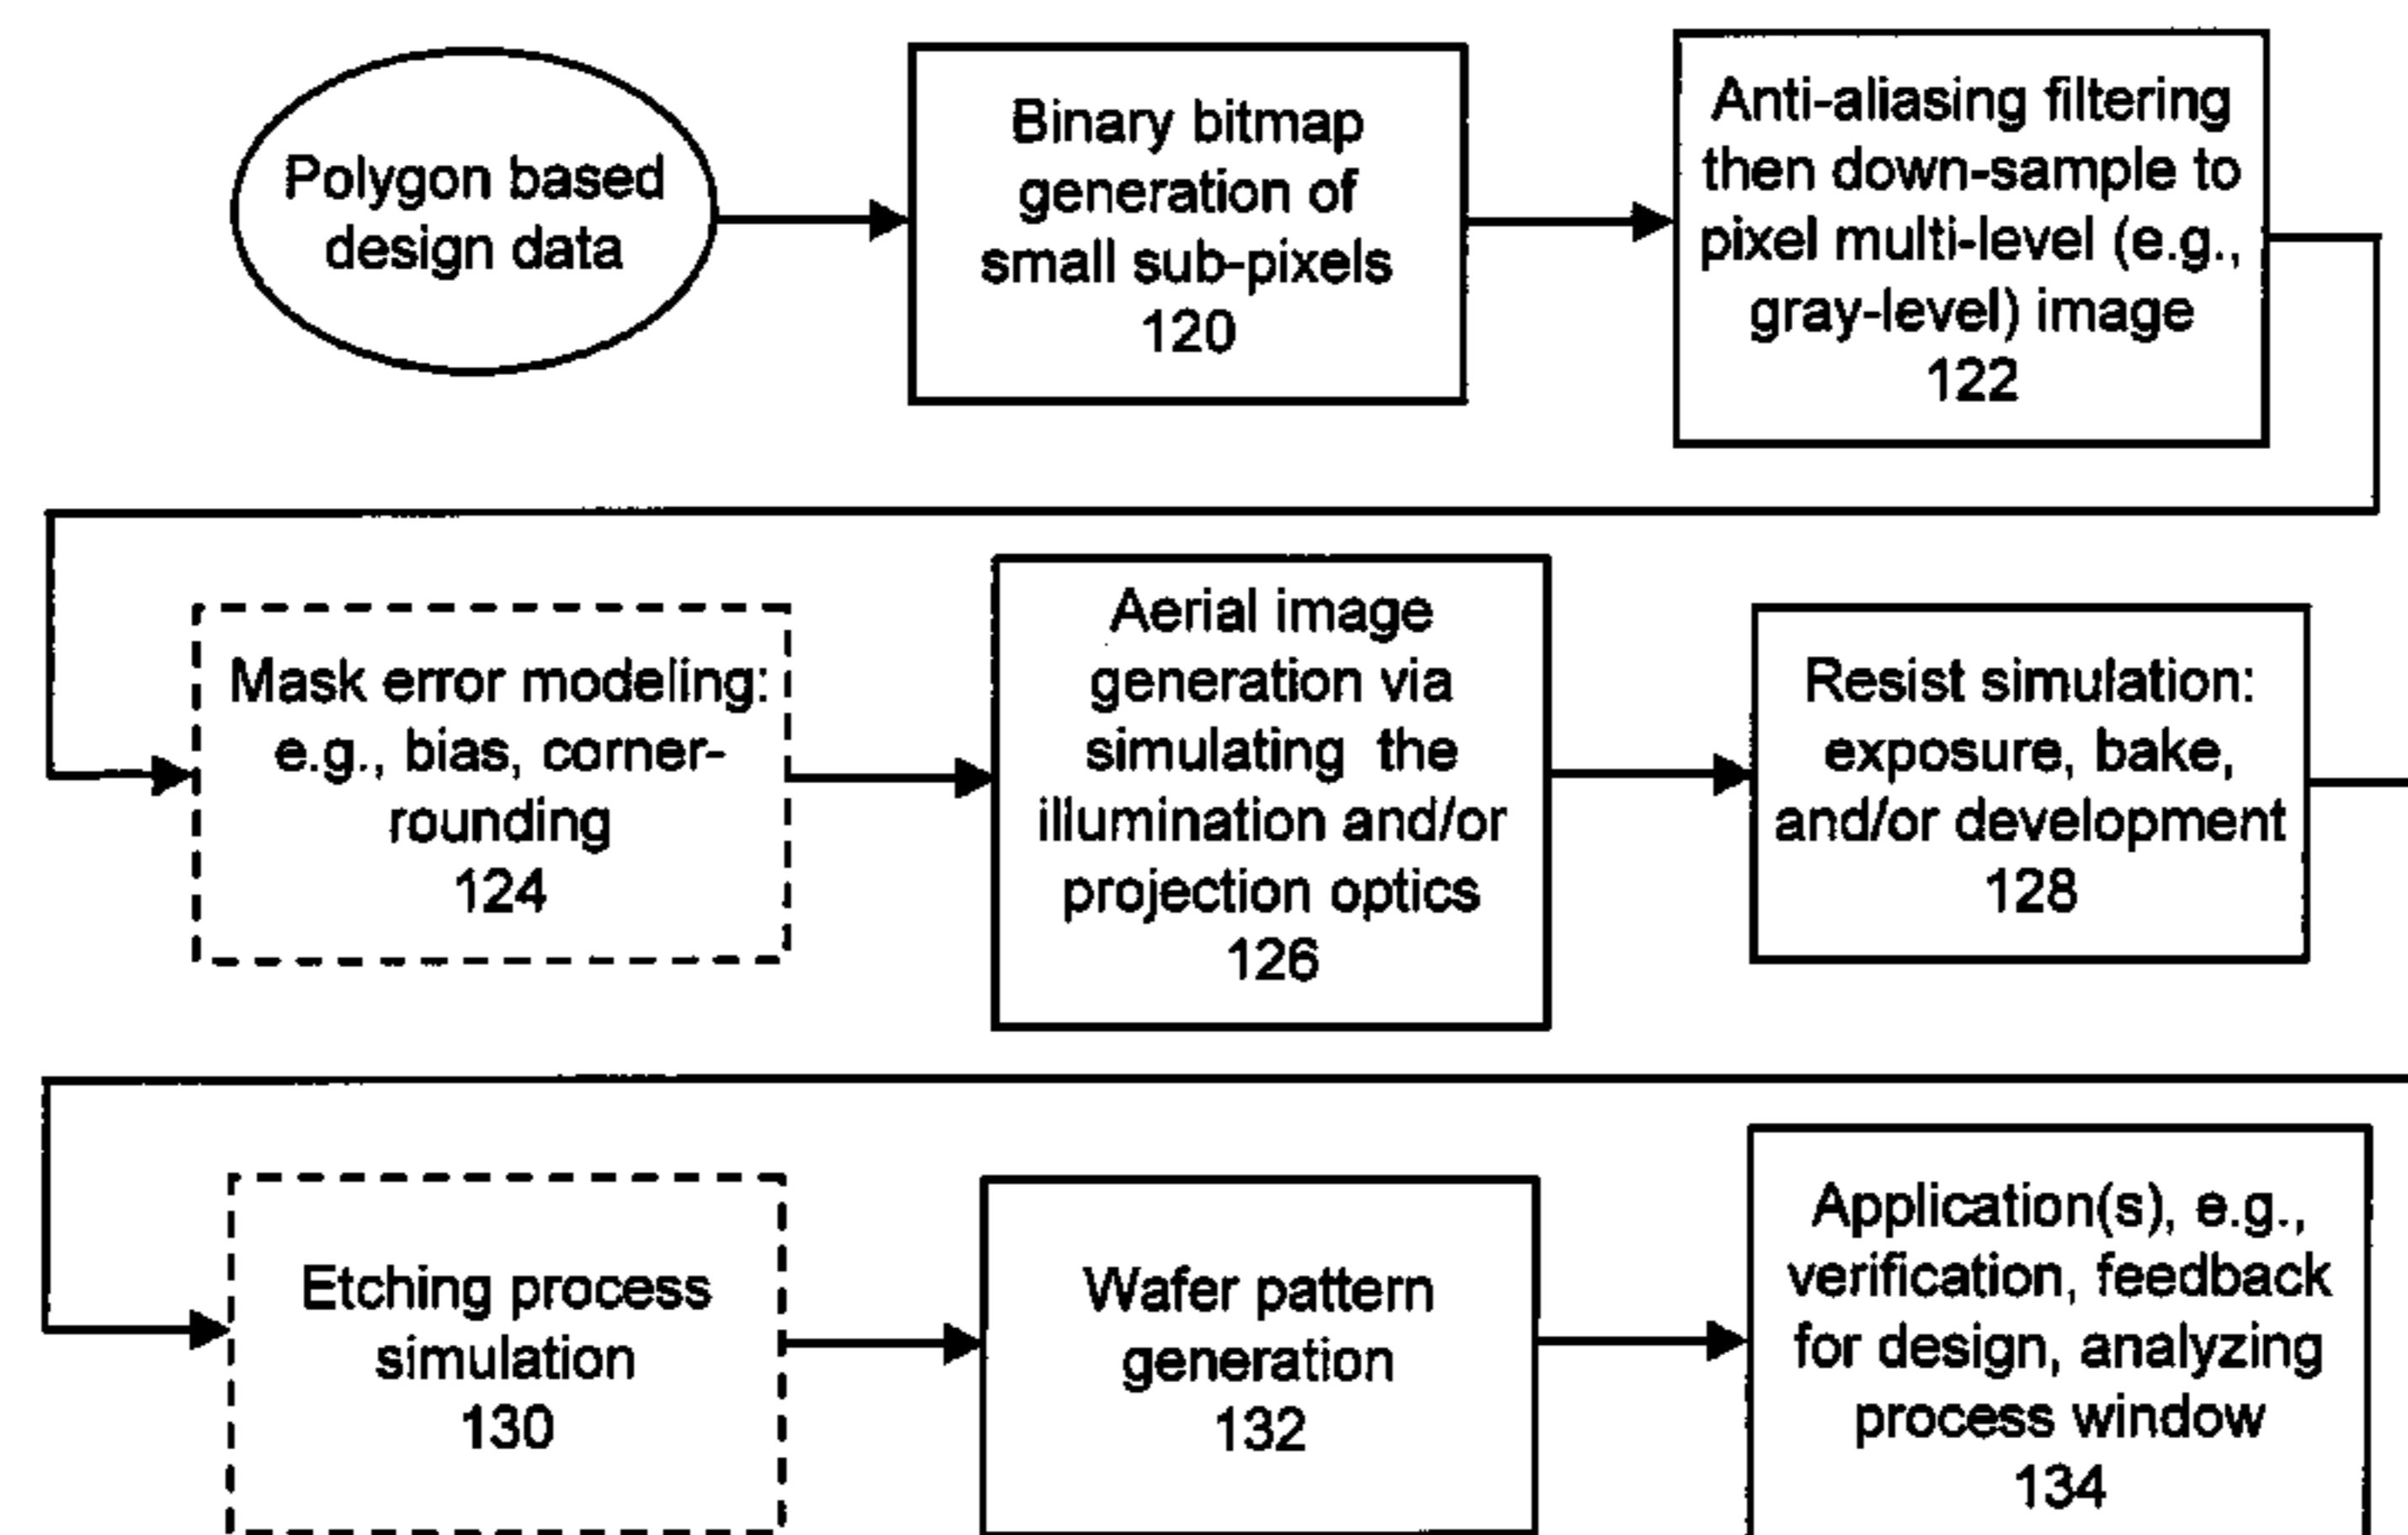 Polygon based
design data
Binary bitmap
generation of
small sub-pixels
120
Anti-aliasing filtering
then down-sample to
pixel multi-level (e.g.,
gray-level) image
122
Mask error modeling:
e.g., bias, corner-
rounding
124
Aerial image
generation via
simulating the
illumination and/or
projection optics
126
Resist simulation:
exposure, bake,
and/or development
128
Etching process
simulation
130
Wafer pattern
generation
132
Application(s), e.g.,
verification, feedback
for design, analyzing
process window
134